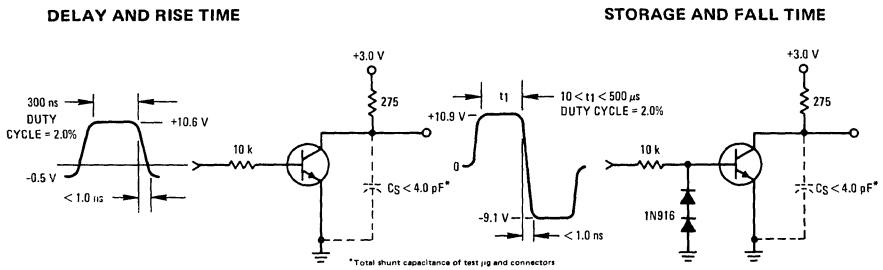 DELAY AND RISE TIME
300 ns
DUTY
CYCLE = 2.0%
+10.6 V
-0.5 V
< 1.0 ns
10 k
+3.0 V
275
CS < 4.0 pF*
STORAGE AND FALL TIME
t1
10 < t1 < 500 μs
DUTY CYCLE = 2.0%
+10.9 V
0
-9.1 V
< 1.0 ns
10 k
1N916
+3.0 V
275
CS < 4.0 pF*
*Total shunt capacitance of test jig and connectors